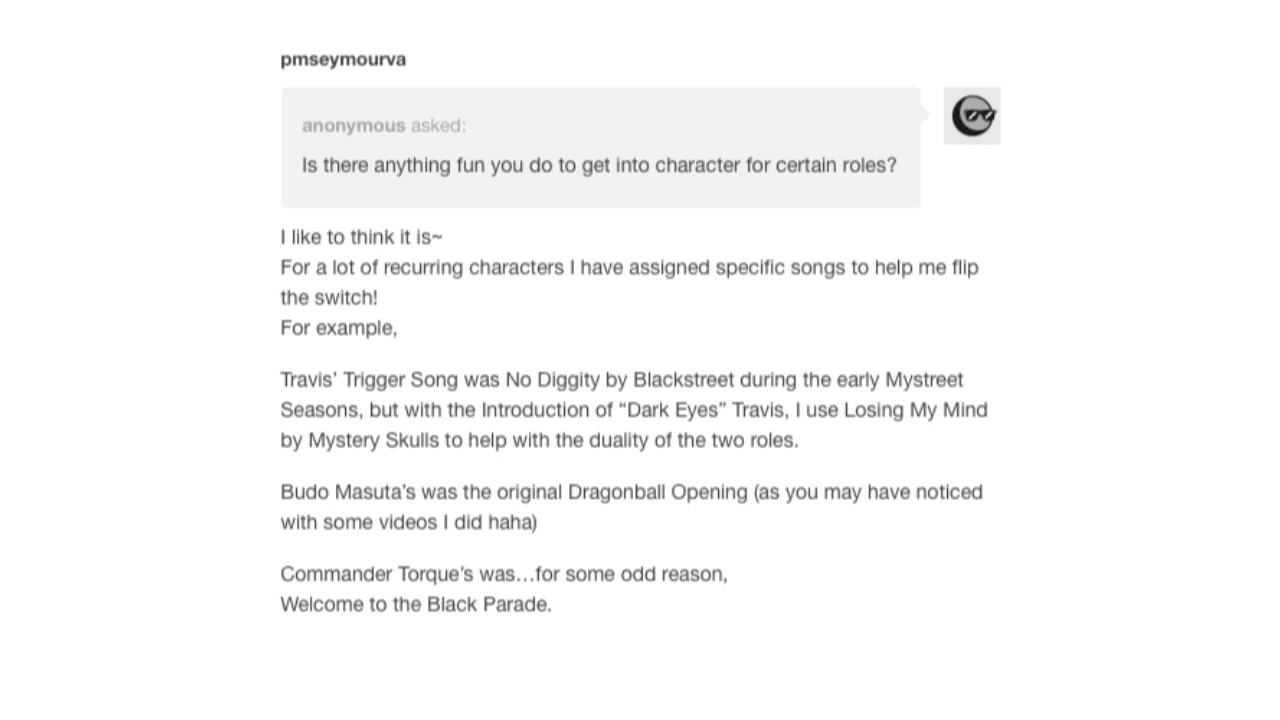 pmseymourva
anonymous asked:
Is there anything fun you do to get into character for certain roles?
I like to think it is~
For a lot of recurring characters I have assigned specific songs to help me flip
the switch!
For example,
Travis’ Trigger Song was No Diggity by Blackstreet during the early Mystreet
Seasons, but with the Introduction of “Dark Eyes” Travis, I use Losing My Mind
by Mystery Skulls to help with the duality of the two roles.
Budo Masuta’s was the original Dragonball Opening (as you may have noticed
with some videos I did haha)
Commander Torque’s was…for some odd reason,
Welcome to the Black Parade.